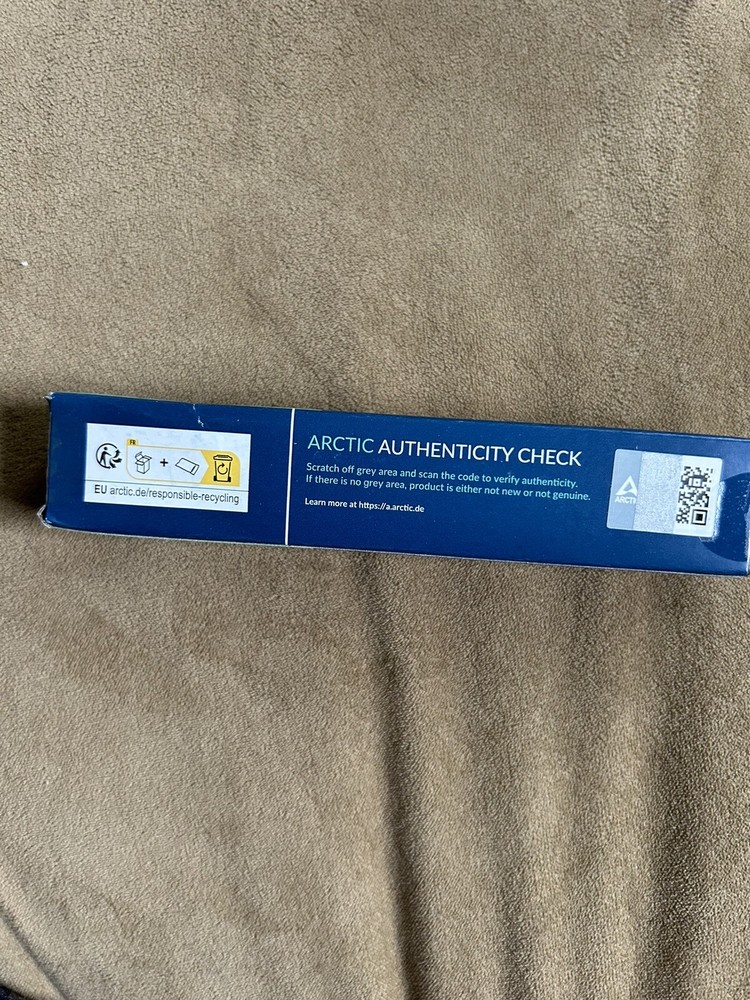 FR
EU arctic.de/responsible-recycling
ARCTIC AUTHENTICITY CHECK
Scratch off grey area and scan the code to verify authenticity.
If there is no grey area, product is either not new or not genuine.
Learn more at https://a.arctic.de
ARCTI